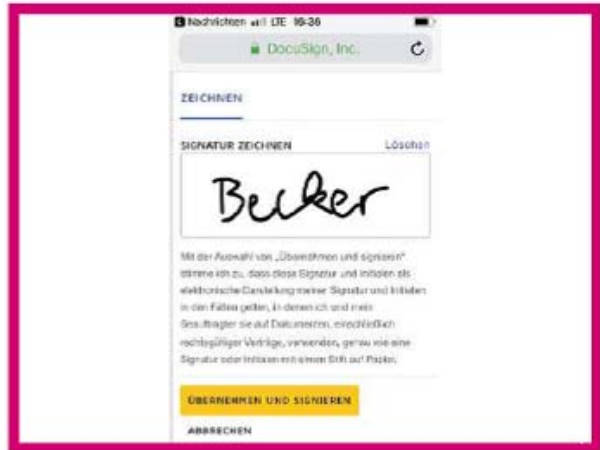 Nachrichten LTE 16:36
DocuSign, Inc.
ZEICHNEN
SIGNATUR ZEICHNEN Löschen
Becker
Mit der Auswahl von „Übernehmen und signieren“
stimme ich zu, dass diese Signatur und Initialen als
elektronische Darstellung meiner Signatur und Initialen
in den Fällen gelten, in denen ich und mein
Beauftragter sie auf Dokumenten, einschließlich
rechtsgültiger Verträge, verwenden, genau wie eine
Signatur oder Initialen mit einem Stift auf Papier.
ÜBERNEHMEN UND SIGNIEREN
ABBRECHEN